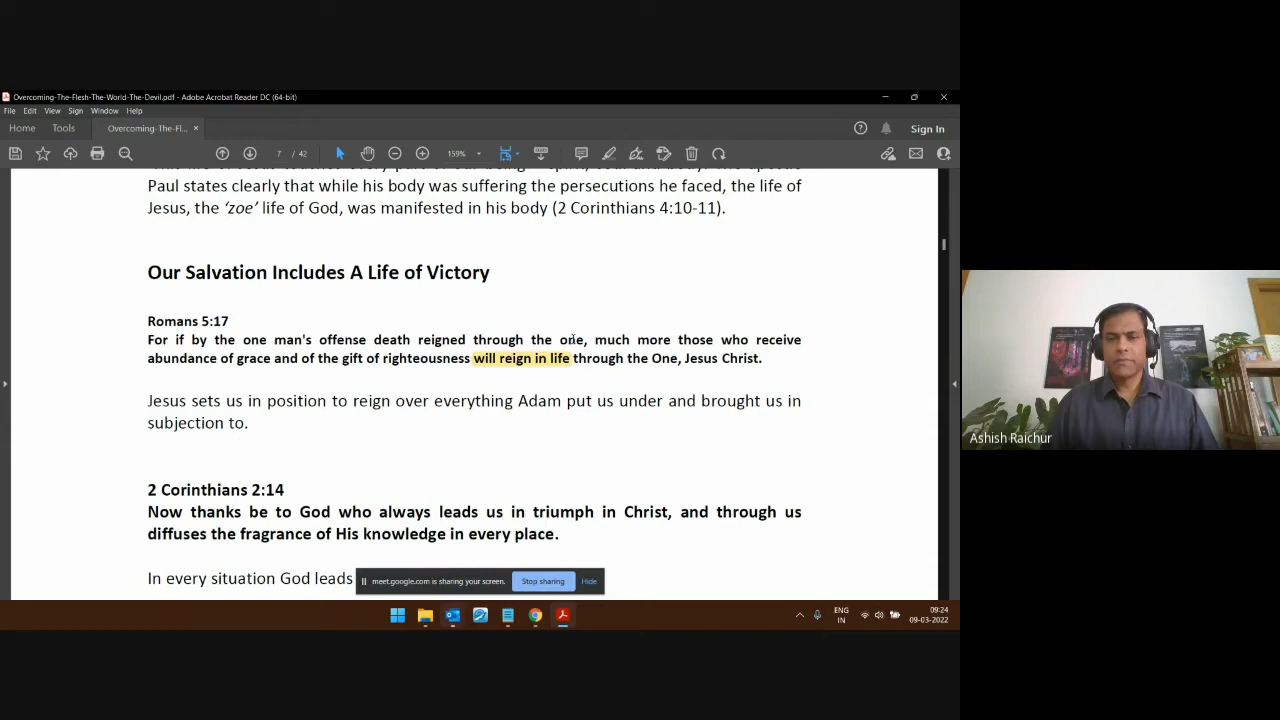 Overcoming-The-Flesh-The-World-The-Devil.pdf - Adobe Acrobat Reader DC (64-bit)
File Edit View Sign Window Help
Home Tools Overcoming-The-Fl... × Sign In
7 / 42 159%
Paul states clearly that while his body was suffering the persecutions he faced, the life of
Jesus, the ‘zoe’ life of God, was manifested in his body (2 Corinthians 4:10-11).
Our Salvation Includes A Life of Victory
Romans 5:17
For if by the one man's offense death reigned through the one, much more those who receive
abundance of grace and of the gift of righteousness will reign in life through the One, Jesus Christ.
Jesus sets us in position to reign over everything Adam put us under and brought us in
subjection to.
2 Corinthians 2:14
Now thanks be to God who always leads us in triumph in Christ, and through us
diffuses the fragrance of His knowledge in every place.
In every situation God leads
meet.google.com is sharing your screen. Stop sharing Hide
ENG
IN
09:24
09-03-2022
Ashish Raichur